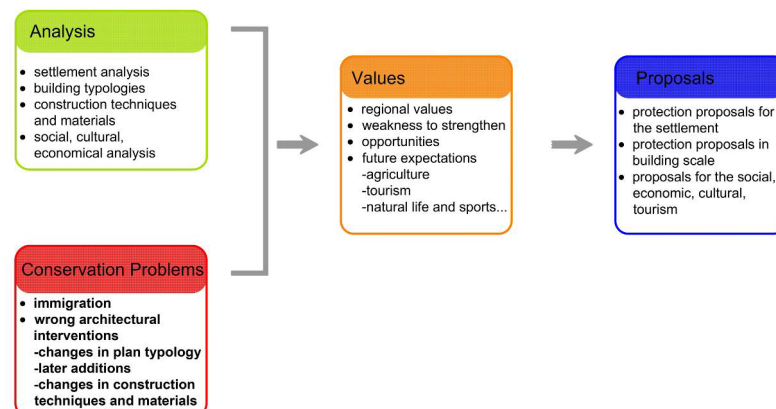 Analysis
• settlement analysis
• building typologies
• construction techniques
and materials
• social, cultural,
economical analysis
Conservation Problems
• immigration
• wrong architectural
interventions
-changes in plan typology
-later additions
-changes in construction
techniques and materials
Values
• regional values
• weakness to strengthen
• opportunities
• future expectations
-agriculture
-tourism
-natural life and sports...
Proposals
• protection proposals for
the settlement
• protection proposals in
building scale
• proposals for the social,
economic, cultural,
tourism